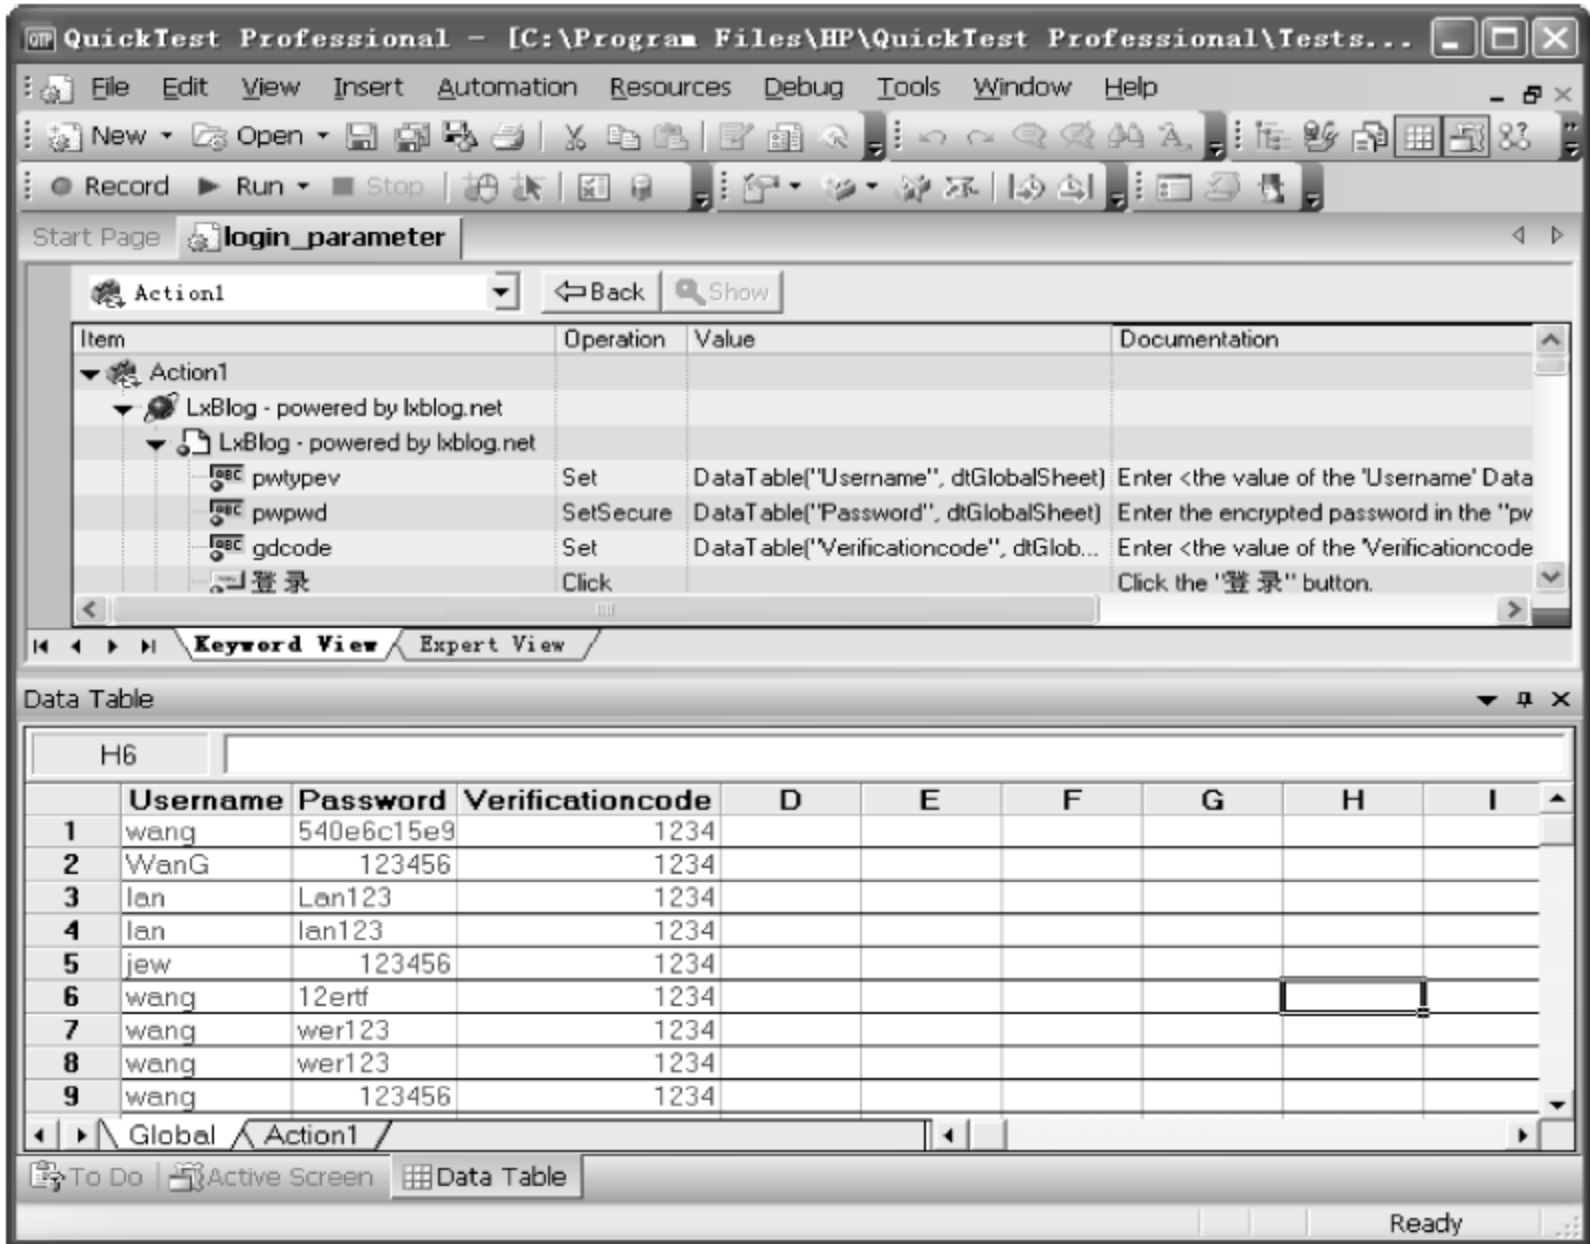 QuickTest Professional - [C:\Program Files\HP\QuickTest Professional\Tests...
File Edit View Insert Automation Resources Debug Tools Window Help
New Open
Record Run Stop
Start Page login_parameter
Action1 Back Show
Item Operation Value Documentation
Action1
LxBlog - powered by lxblog.net
LxBlog - powered by lxblog.net
pwtypev Set DataTable("Username", dtGlobalSheet) Enter <the value of the 'Username' Data
pwpwd SetSecure DataTable("Password", dtGlobalSheet) Enter the encrypted password in the "pw
gdcode Set DataTable("Verificationcode", dtGlob... Enter <the value of the 'Verificationcode
登 录 Click Click the "登 录" button.
Keyword View Expert View
Data Table
H6
Username Password Verificationcode D E F G H I
1 wang 540e6c15e9 1234
2 WanG 123456 1234
3 lan Lan123 1234
4 lan lan123 1234
5 jew 123456 1234
6 wang 12ertf 1234
7 wang wer123 1234
8 wang wer123 1234
9 wang 123456 1234
Global Action1
To Do Active Screen Data Table
Ready